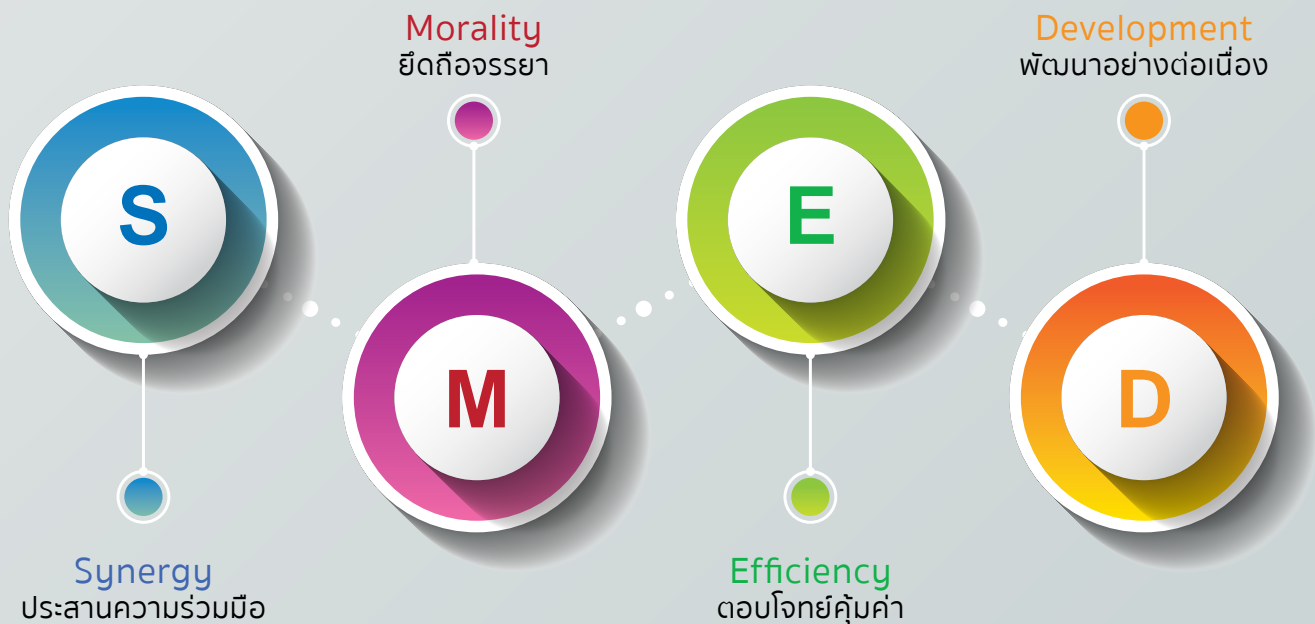 Morality
ยึดถือจรรยา
Development
พัฒนาอย่างต่อเนื่อง
S
E
M
D
Synergy
ประสานความร่วมมือ
Efficiency
ตอบโจทย์คุ้มค่า